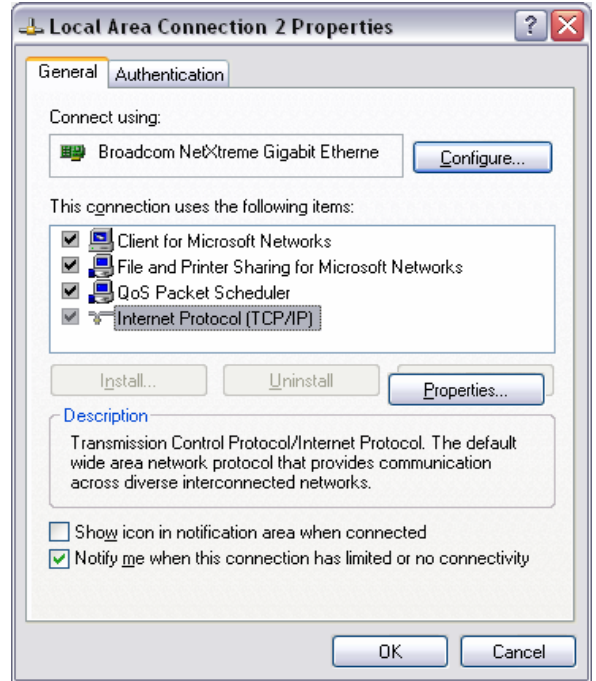 Local Area Connection 2 Properties
General
Authentication
Connect using:
Broadcom NetXtreme Gigabit Etherne
Configure...
This connection uses the following items:
Client for Microsoft Networks
File and Printer Sharing for Microsoft Networks
QoS Packet Scheduler
Internet Protocol (TCP/IP)
Install...
Uninstall
Properties...
Description
Transmission Control Protocol/Internet Protocol. The default
wide area network protocol that provides communication
across diverse interconnected networks.
Show icon in notification area when connected
Notify me when this connection has limited or no connectivity
OK
Cancel